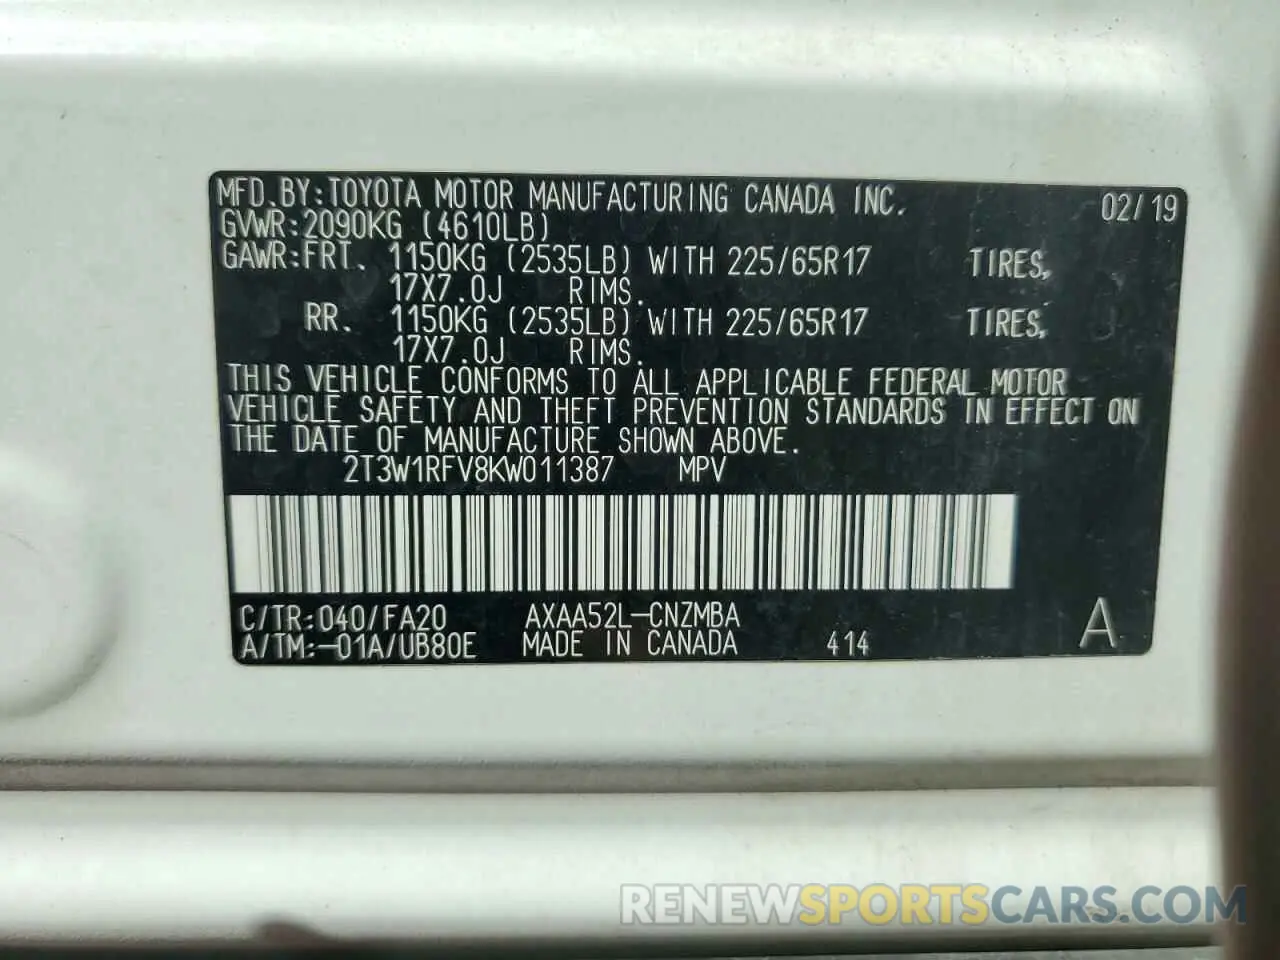 MFD.BY:TOYOTA MOTOR MANUFACTURING CANADA INC. 02/19
GVWR:2090KG (4610LB)
GAWR:FRT. 1150KG (2535LB) WITH 225/65R17 TIRES,
17X7.0J RIMS.
RR. 1150KG (2535LB) WITH 225/65R17 TIRES,
17X7.0J RIMS.
THIS VEHICLE CONFORMS TO ALL APPLICABLE FEDERAL MOTOR
VEHICLE SAFETY AND THEFT PREVENTION STANDARDS IN EFFECT ON
THE DATE OF MANUFACTURE SHOWN ABOVE.
2T3W1RFV8KW011387 MPV
C/TR:040/FA20 AXAA52L-CNZMBA A
A/TM:-01A/UB80E MADE IN CANADA 414
RENEWSPORTSCARS.COM